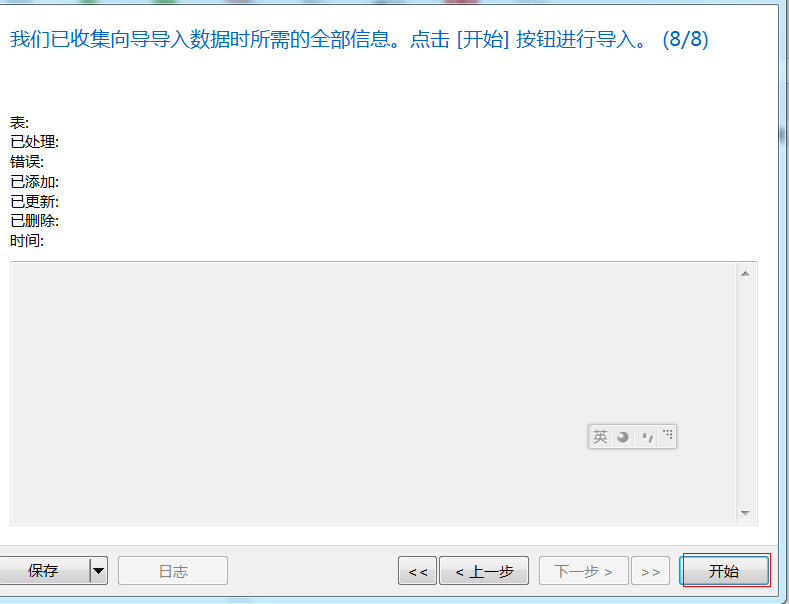 我们已收集向导导入数据时所需的全部信息。点击 [开始] 按钮进行导入。 (8/8)
表:
已处理:
错误:
已添加:
已更新:
已删除:
时间:
英
保存 日志 << < 上一步 下一步 > >> 开始